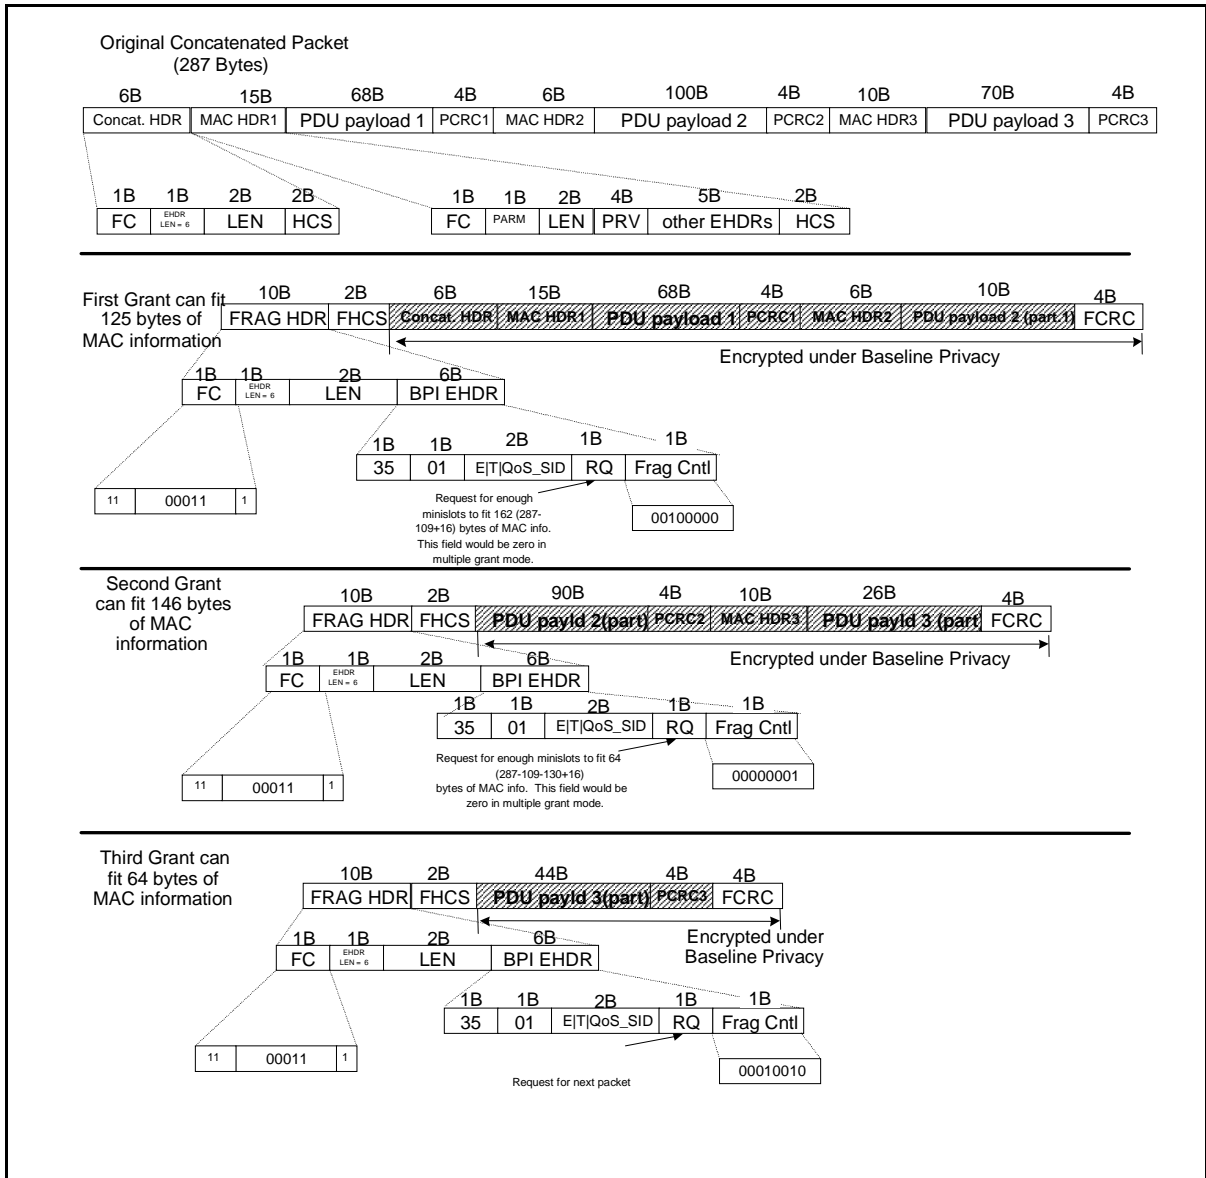 Original Concatenated Packet
(287 Bytes)
6B 15B 68B 4B 6B 100B 4B 10B 70B 4B
Concat. HDR MAC HDR1 PDU payload 1 PCRC1 MAC HDR2 PDU payload 2 PCRC2 MAC HDR3 PDU payload 3 PCRC3
1B 1B 2B 2B 1B 1B 2B 4B 5B 2B
FC EHDR LEN = 6 LEN HCS FC PARM LEN PRV other EHDRs HCS
First Grant can fit
125 bytes of
MAC information
10B 2B 6B 15B 68B 4B 6B 10B 4B
FRAG HDR FHCS Concat. HDR MAC HDR1 PDU payload 1 PCRC1 MAC HDR2 PDU payload 2 (part.1) FCRC
Encrypted under Baseline Privacy
1B 1B 2B 6B
FC EHDR LEN = 6 LEN BPI EHDR
1B 1B 2B 1B 1B
35 01 E|T|QoS_SID RQ Frag Cntl
11 00011 1
Request for enough
minislots to fit 162 (287-
109+16) bytes of MAC info.
This field would be zero in
multiple grant mode.
00100000
Second Grant
can fit 146 bytes
of MAC
information
10B 2B 90B 4B 10B 26B 4B
FRAG HDR FHCS PDU payld 2(part) PCRC2 MAC HDR3 PDU payld 3 (part FCRC
Encrypted under Baseline Privacy
1B 1B 2B 6B
FC EHDR LEN = 6 LEN BPI EHDR
1B 1B 2B 1B 1B
35 01 E|T|QoS_SID RQ Frag Cntl
Request for enough minislots to fit 64
(287-109-130+16)
bytes of MAC info. This field would be
zero in multiple grant mode.
00000001
11 00011 1
Third Grant can
fit 64 bytes of
MAC information
10B 2B 44B 4B 4B
FRAG HDR FHCS PDU payld 3(part) PCRC3 FCRC
Encrypted under
Baseline Privacy
1B 1B 2B 6B
FC EHDR LEN = 6 LEN BPI EHDR
1B 1B 2B 1B 1B
35 01 E|T|QoS_SID RQ Frag Cntl
11 00011 1
Request for next packet
00010010